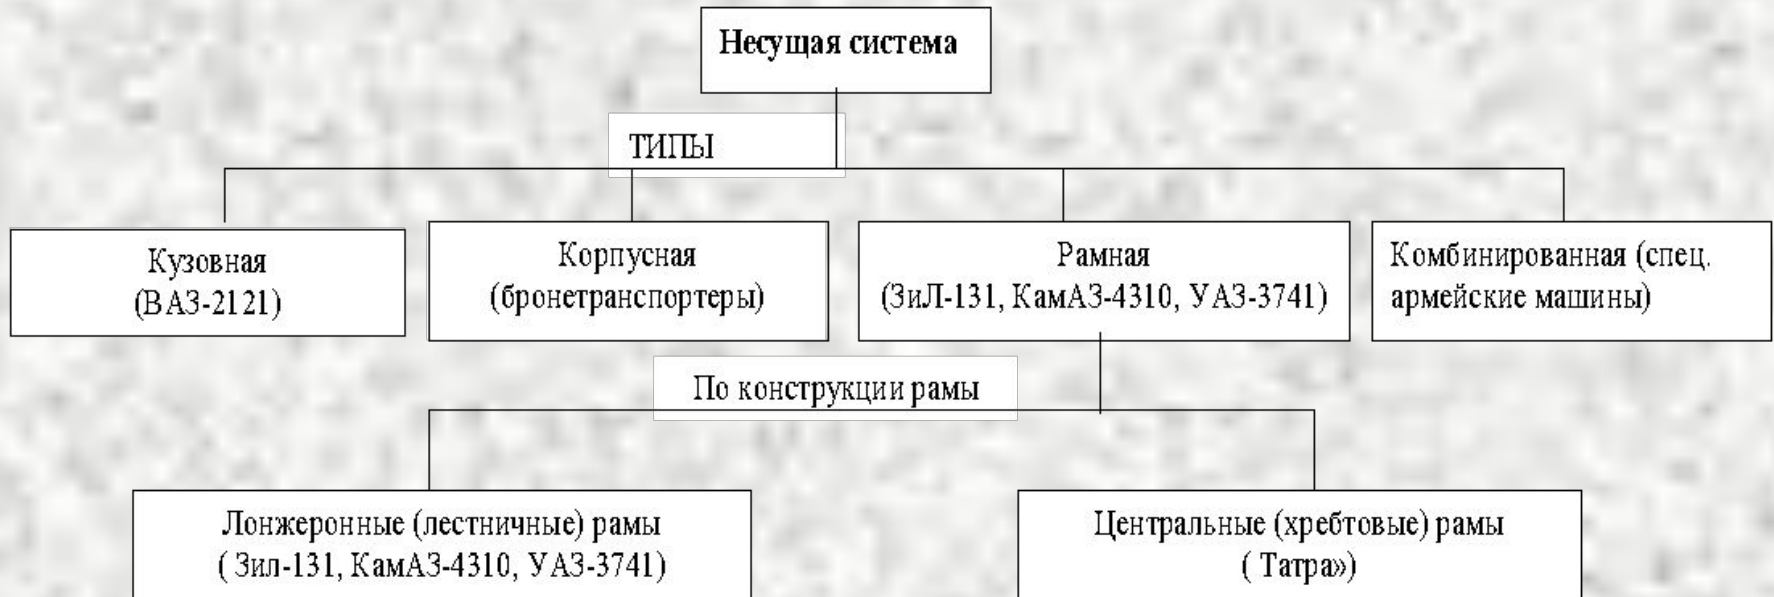 Несущая система
ТИПЫ
Кузовная
(ВАЗ-2121)
Корпусная
(бронетранспортеры)
Рамная
(ЗиЛ-131, КамАЗ-4310, УАЗ-3741)
Комбинированная (спец.
армейские машины)
По конструкции рамы
Лонжеронные (лестничные) рамы
( Зил-131, КамАЗ-4310, УАЗ-3741)
Центральные (хребтовые) рамы
( Татра»)